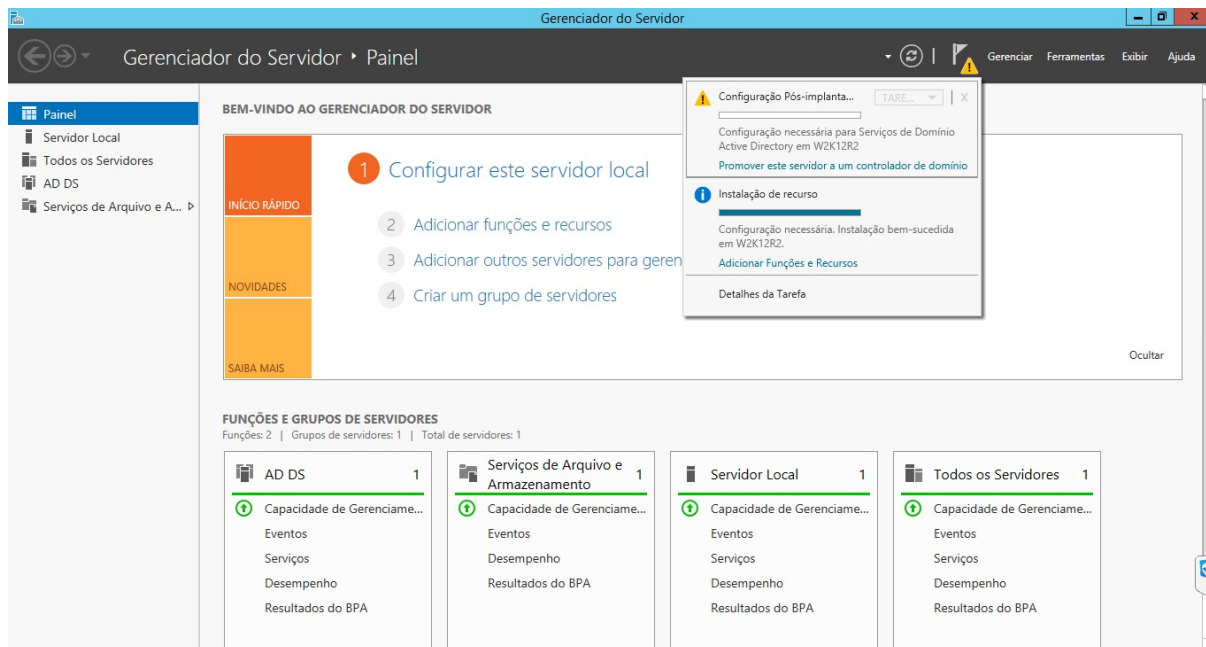 Gerenciador do Servidor
Gerenciador do Servidor ‣ Painel
Gerenciar Ferramentas Exibir Ajuda
Painel
Servidor Local
Todos os Servidores
AD DS
Serviços de Arquivo e A...
BEM-VINDO AO GERENCIADOR DO SERVIDOR
INÍCIO RÁPIDO
NOVIDADES
SAIBA MAIS
1 Configurar este servidor local
2 Adicionar funções e recursos
3 Adicionar outros servidores para geren
4 Criar um grupo de servidores
Ocultar
Configuração Pós-implanta... TARE... X
Configuração necessária para Serviços de Domínio
Active Directory em W2K12R2
Promover este servidor a um controlador de domínio
Instalação de recurso
Configuração necessária. Instalação bem-sucedida
em W2K12R2.
Adicionar Funções e Recursos
Detalhes da Tarefa
FUNÇÕES E GRUPOS DE SERVIDORES
Funções: 2 | Grupos de servidores: 1 | Total de servidores: 1
AD DS 1
Capacidade de Gerenciame...
Eventos
Serviços
Desempenho
Resultados do BPA
Serviços de Arquivo e
Armazenamento 1
Capacidade de Gerenciame...
Eventos
Desempenho
Resultados do BPA
Servidor Local 1
Capacidade de Gerenciame...
Eventos
Serviços
Desempenho
Resultados do BPA
Todos os Servidores 1
Capacidade de Gerenciame...
Eventos
Serviços
Desempenho
Resultados do BPA